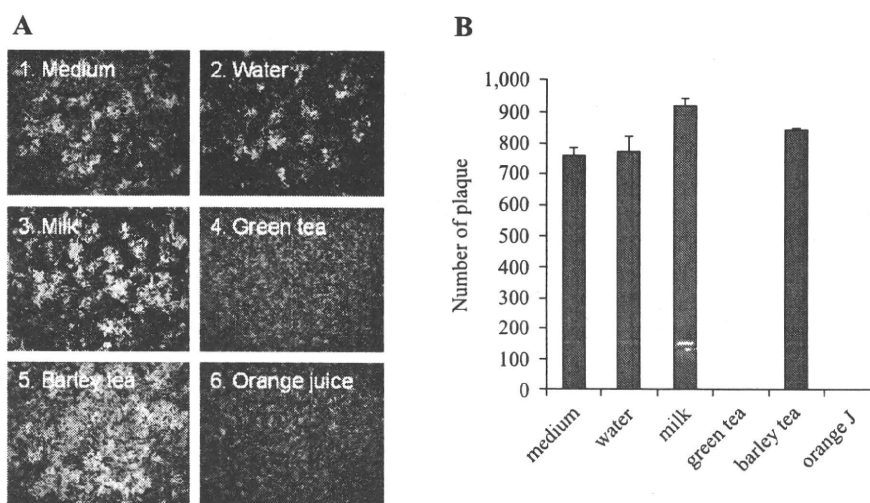 A
1. Medium
2. Water
3. Milk
4. Green tea
5. Barley tea
6. Orange juice
B
Number of plaque
1,000
900
800
700
600
500
400
300
200
100
0
medium
water
milk
green tea
barley tea
orange J